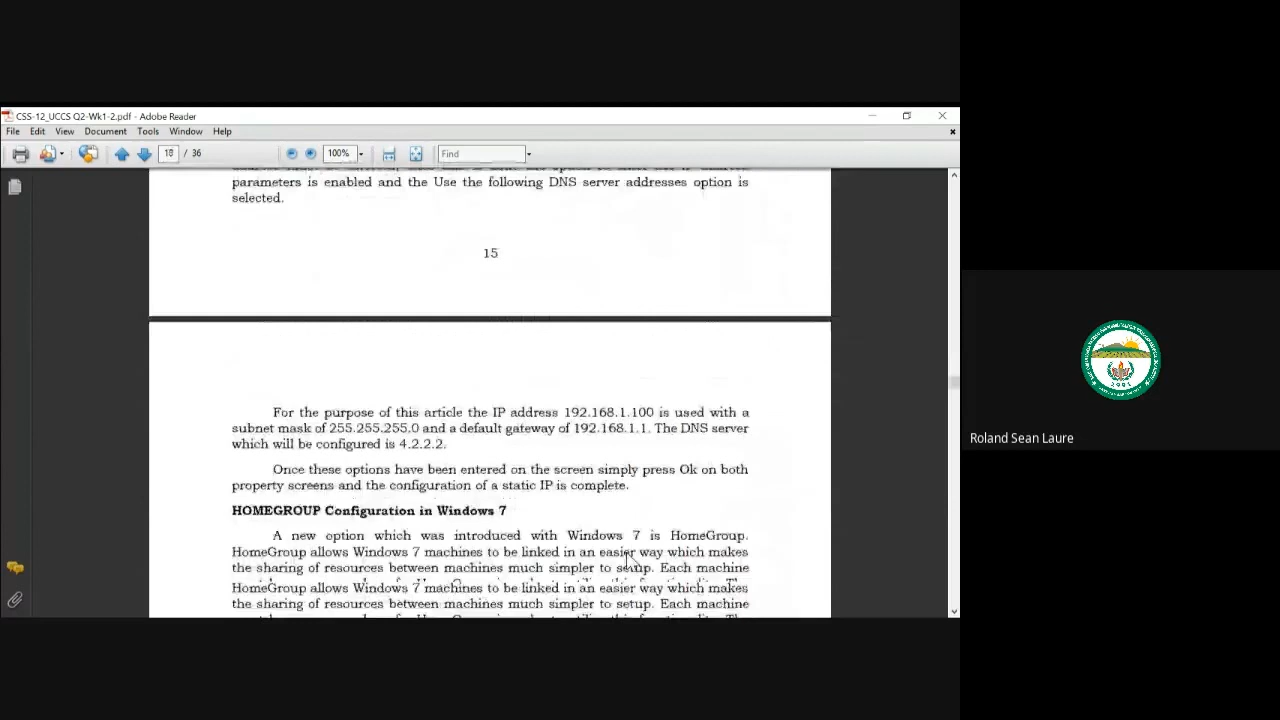 CSS-12_UCCS Q2-Wk1-2.pdf - Adobe Reader
File Edit View Document Tools Window Help
18 / 36 100% Find
parameters is enabled and the Use the following DNS server addresses option is
selected.
15
For the purpose of this article the IP address 192.168.1.100 is used with a
subnet mask of 255.255.255.0 and a default gateway of 192.168.1.1. The DNS server
which will be configured is 4.2.2.2.
Once these options have been entered on the screen simply press Ok on both
property screens and the configuration of a static IP is complete.
HOMEGROUP Configuration in Windows 7
A new option which was introduced with Windows 7 is HomeGroup.
HomeGroup allows Windows 7 machines to be linked in an easier way which makes
the sharing of resources between machines much simpler to setup. Each machine
HomeGroup allows Windows 7 machines to be linked in an easier way which makes
the sharing of resources between machines much simpler to setup. Each machine
Roland Sean Laure
2001